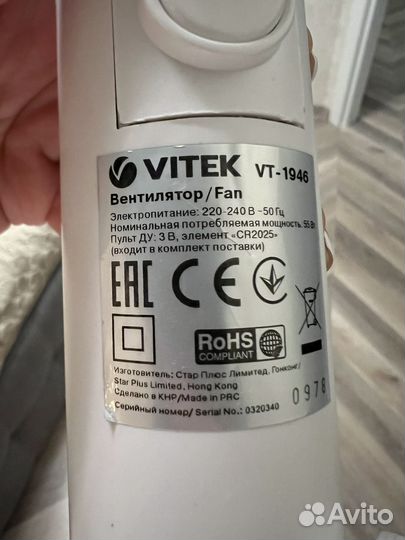 VITEK VT-1946
Вентилятор/Fan
Электропитание: 220-240 В ~50 Гц
Номинальная потребляемая мощность: 55 Вт
Пульт ДУ: 3 В, элемент «CR2025»
(входит в комплект поставки)
EAC CE
RoHS
COMPLIANT
Изготовитель: Стар Плюс Лимитед, Гонконг/
Star Plus Limited, Hong Kong
Сделано в КНР/Made in PRC
Серийный номер/ Serial No.: 0320340
0978
Avito